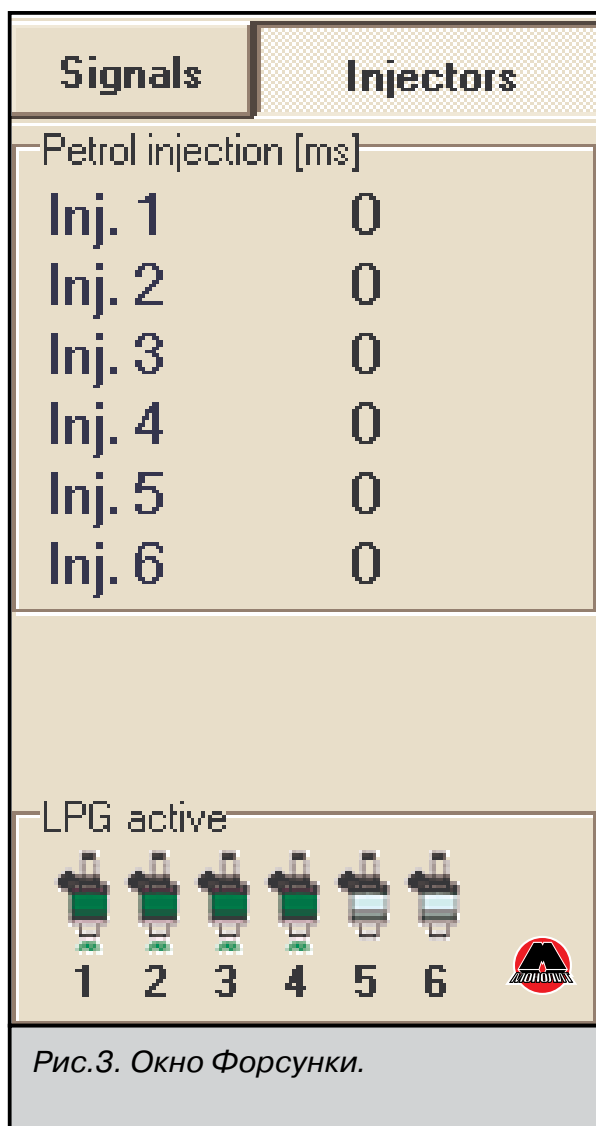 Signals Injectors
Petrol injection [ms]
Inj. 1 0
Inj. 2 0
Inj. 3 0
Inj. 4 0
Inj. 5 0
Inj. 6 0
LPG active
1 2 3 4 5 6
МОНОЛИТ
Рис.3. Окно Форсунки.